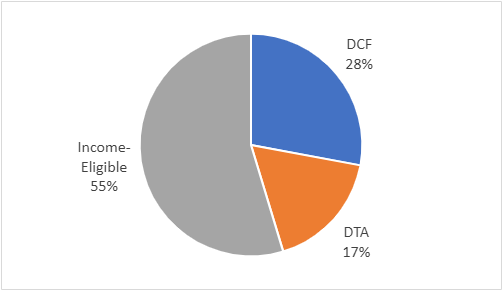 DCF
28%
Income-
Eligible
55%
DTA
17%